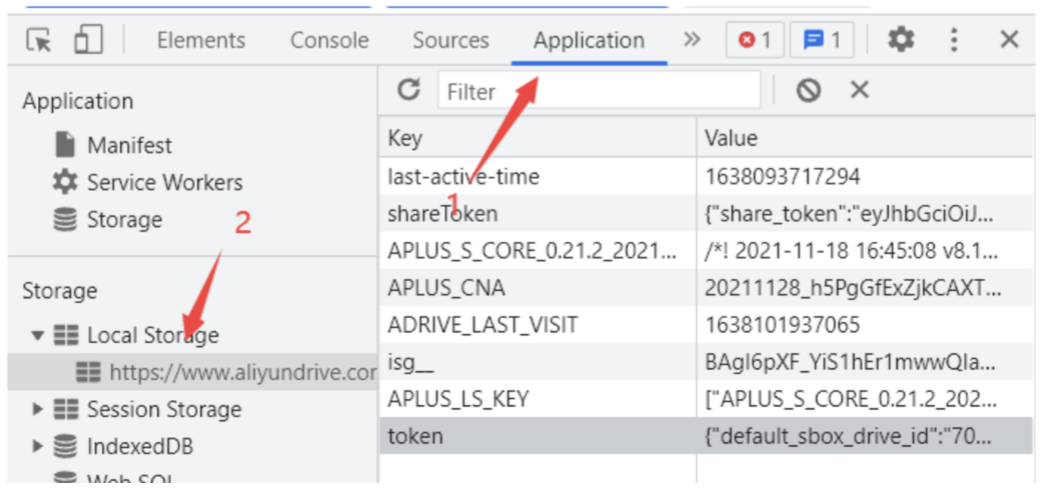 Elements Console Sources Application » 1 1
Application
Manifest
Service Workers
Storage
2
Storage
Local Storage
https://www.aliyundrive.cor
Session Storage
IndexedDB
Web SQL
Filter
1
Key Value
last-active-time 1638093717294
shareToken {"share_token":"eyJhbGciOiJ...
APLUS_S_CORE_0.21.2_2021... /*! 2021-11-18 16:45:08 v8.1...
APLUS_CNA 20211128_h5PgGfExZjkCAXT...
ADRIVE_LAST_VISIT 1638101937065
isg__ BAgI6pXF_YiS1hEr1mwwQIa...
APLUS_LS_KEY ["APLUS_S_CORE_0.21.2_202...
token {"default_sbox_drive_id":"70...